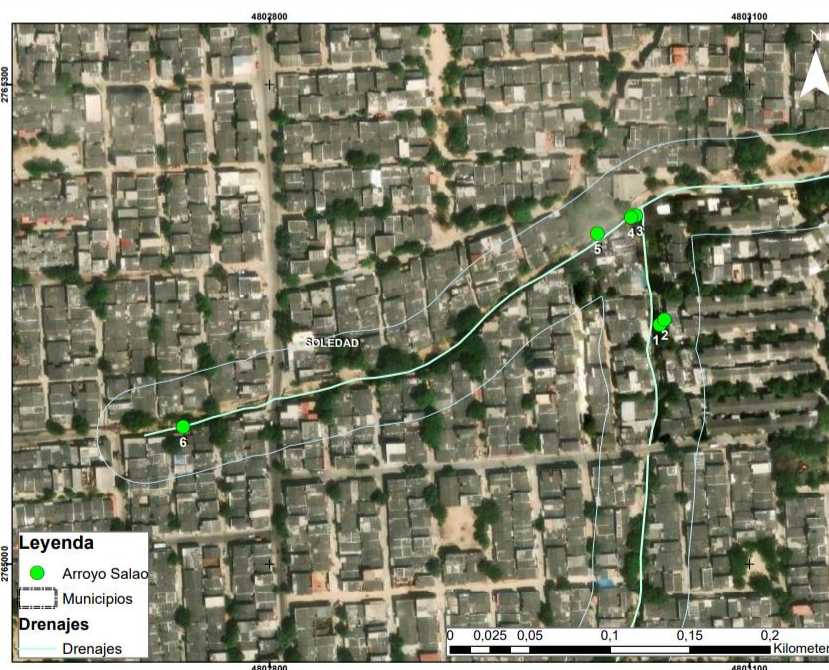 4802800 4803100
N
2765300
4 3
5
1 2
SOLEDAD
6
2765000
Leyenda
Arroyo Salao
Municipios
Drenajes
Drenajes
0 0,025 0,05 0,1 0,15 0,2
Kilometer
4802800 4803100